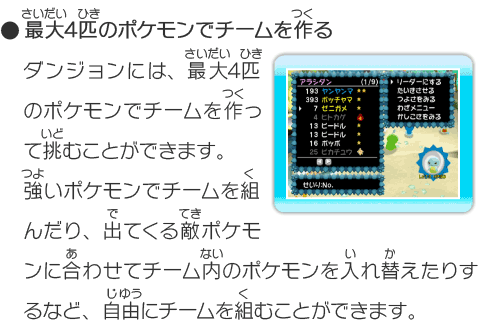 ●最大4匹のポケモンでチームを作る
ダンジョンには、最大4匹
のポケモンでチームを作っ
て挑むことができます。
強いポケモンでチームを組
んだり、出てくる敵ポケモ
ンに合わせてチーム内のポケモンを入れ替えたりす
るなど、自由にチームを組むことができます。
アラシタン (1/9)
193 ヤンヤンマ ★★
393 ポッチャマ ★
7 ゼニガメ ★
4 ヒトカゲ
13 ビードル ★
13 ビードル ★
16 ポッポ ★
25 ピカチュウ ★
せいりNo.
リーダーにする
たいきさせる
つよさをみる
わざメニュー
かしこさをみる